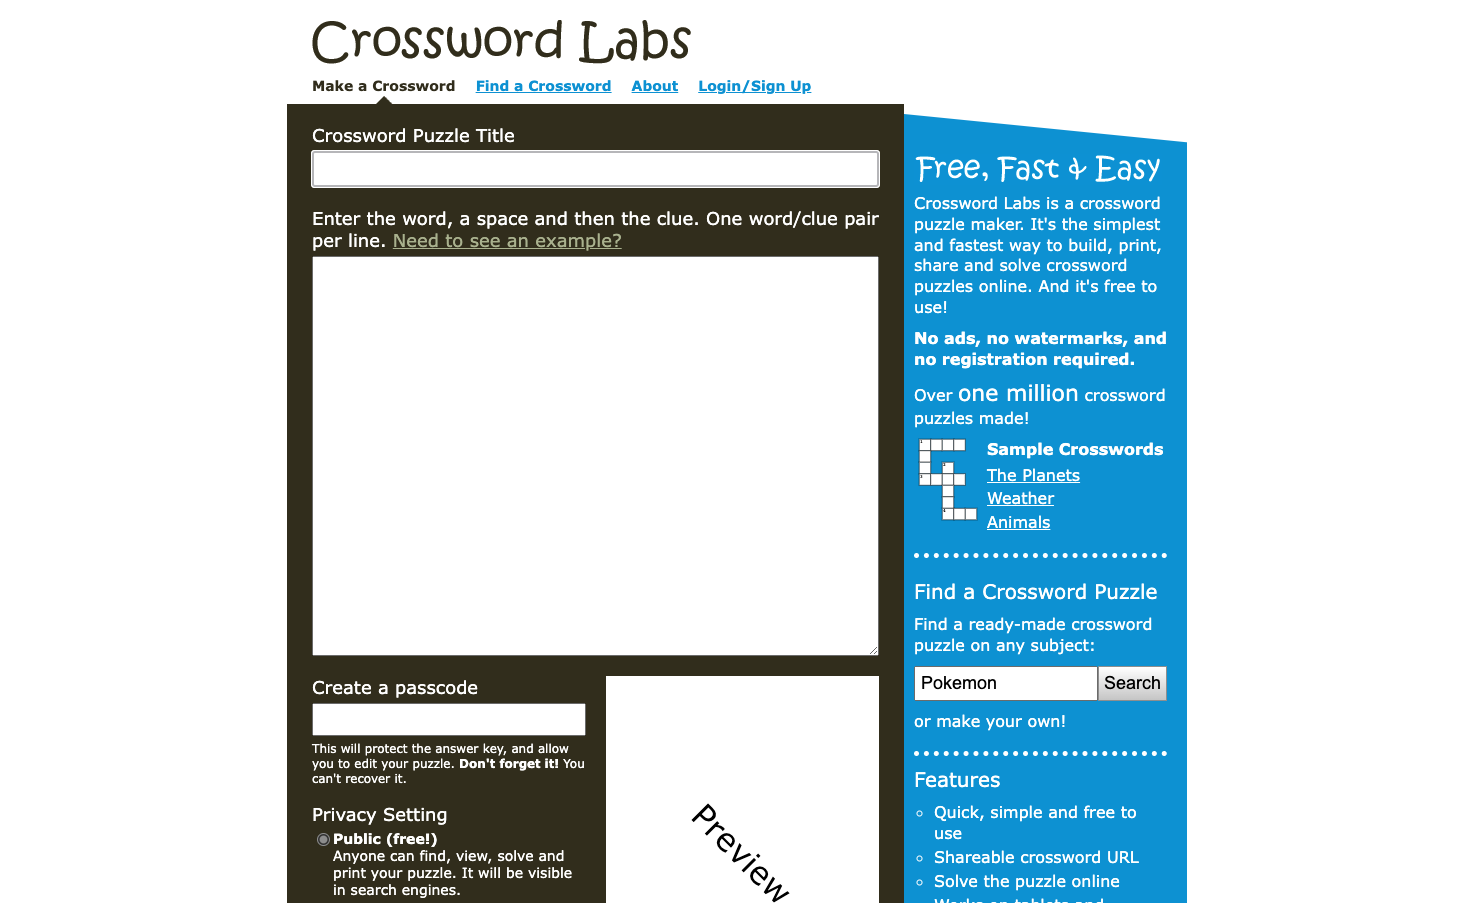 Crossword Labs
Make a Crossword Find a Crossword About Login/Sign Up
Crossword Puzzle Title
Enter the word, a space and then the clue. One word/clue pair
per line. Need to see an example?
Create a passcode
This will protect the answer key, and allow
you to edit your puzzle. Don't forget it! You
can't recover it.
Privacy Setting
Public (free!)
Anyone can find, view, solve and
print your puzzle. It will be visible
in search engines.
Preview
Free, Fast & Easy
Crossword Labs is a crossword
puzzle maker. It's the simplest
and fastest way to build, print,
share and solve crossword
puzzles online. And it's free to
use!
No ads, no watermarks, and
no registration required.
Over one million crossword
puzzles made!
Sample Crosswords
The Planets
Weather
Animals
Find a Crossword Puzzle
Find a ready-made crossword
puzzle on any subject:
Pokemon Search
or make your own!
Features
Quick, simple and free to
use
Shareable crossword URL
Solve the puzzle online
Works on tablets and